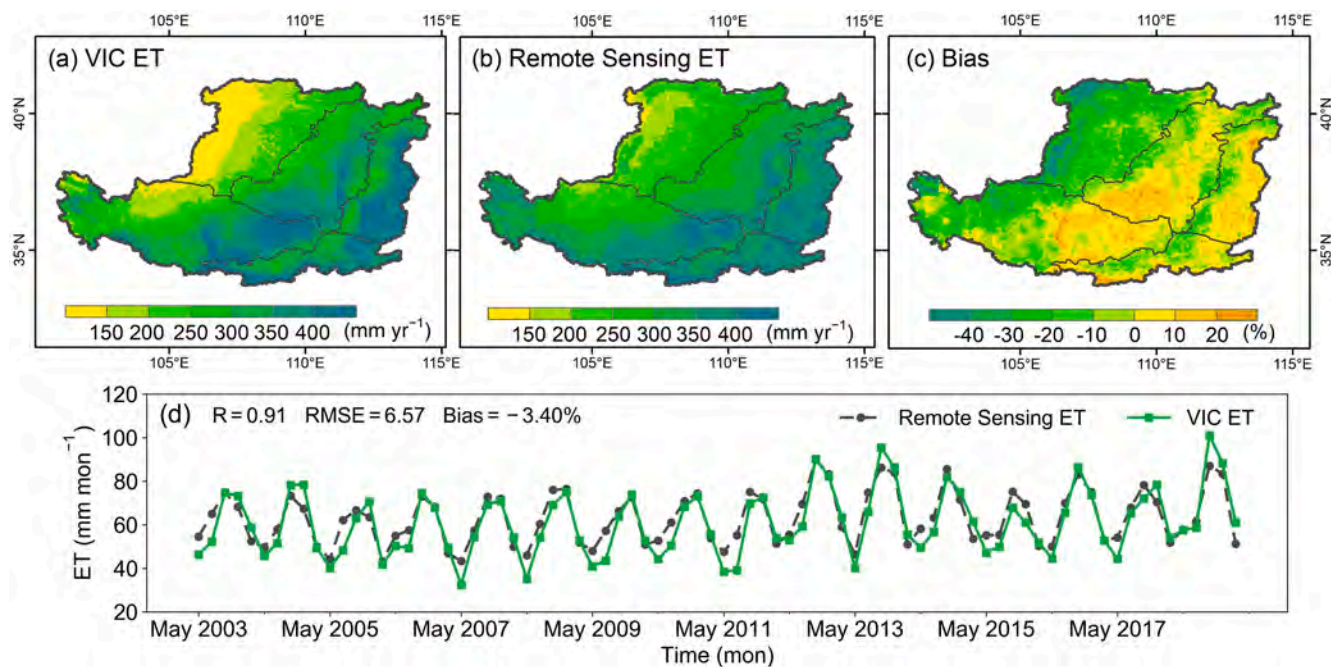 105°E 110°E 115°E 105°E 110°E 115°E 105°E 110°E 115°E
(a) VIC ET (b) Remote Sensing ET (c) Bias
40°N 40°N
35°N 35°N
150 200 250 300 350 400 (mm yr⁻¹) 150 200 250 300 350 400 (mm yr⁻¹) -40 -30 -20 -10 0 10 20 (%)
105°E 110°E 115°E 105°E 110°E 115°E 105°E 110°E 115°E
(d) R = 0.91 RMSE = 6.57 Bias = −3.40% Remote Sensing ET VIC ET
ET (mm mon⁻¹)
120
100
80
60
40
20
May 2003 May 2005 May 2007 May 2009 May 2011 May 2013 May 2015 May 2017
Time (mon)